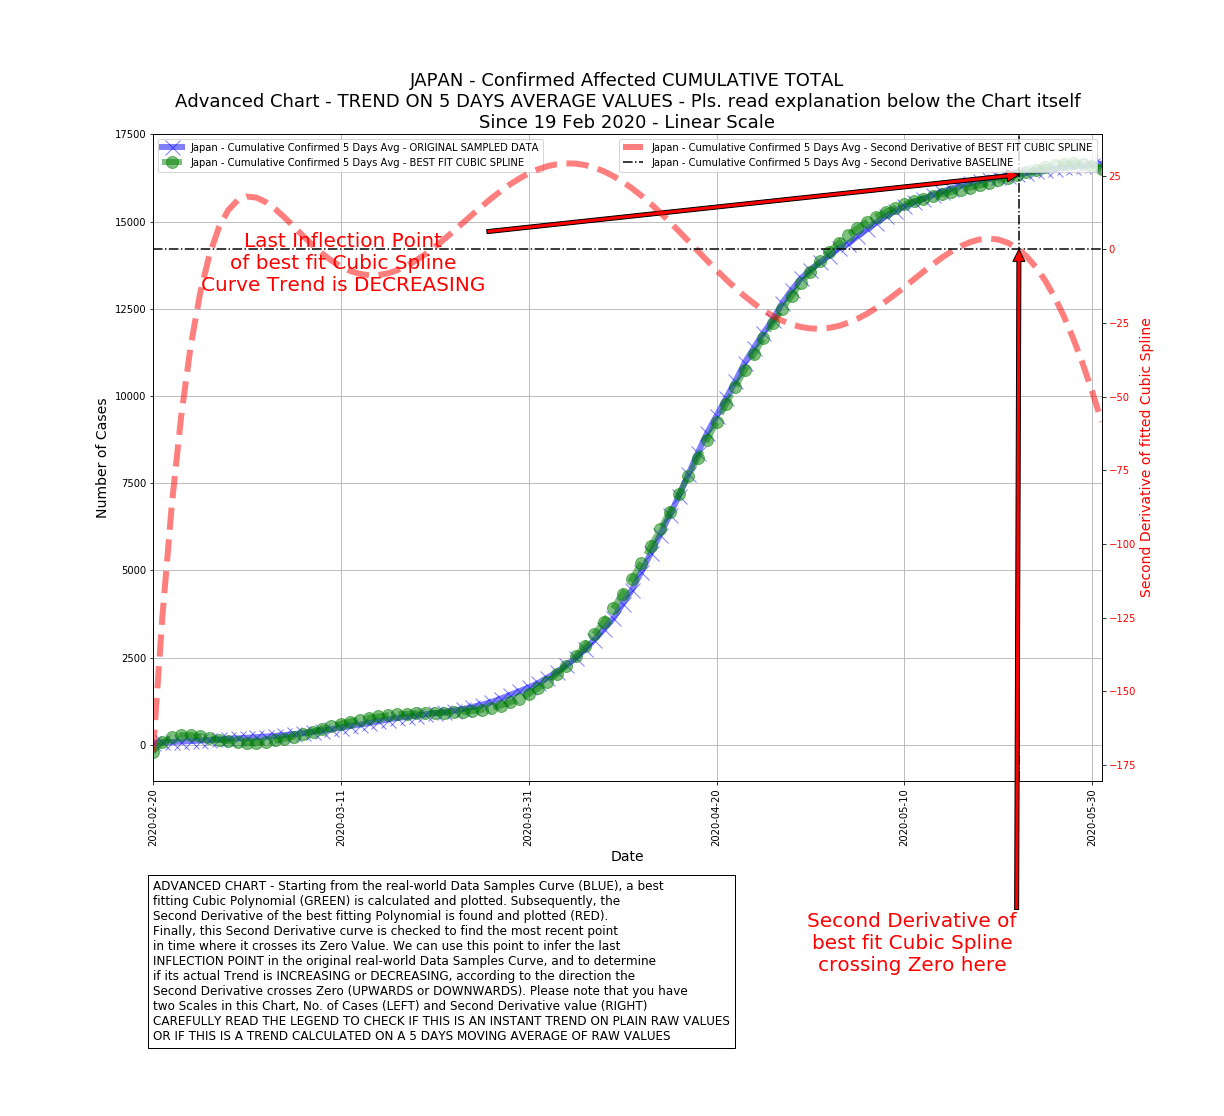 JAPAN - Confirmed Affected CUMULATIVE TOTAL
Advanced Chart - TREND ON 5 DAYS AVERAGE VALUES - Pls. read explanation below the Chart itself
Since 19 Feb 2020 - Linear Scale
Japan - Cumulative Confirmed 5 Days Avg - ORIGINAL SAMPLED DATA
Japan - Cumulative Confirmed 5 Days Avg - BEST FIT CUBIC SPLINE
Japan - Cumulative Confirmed 5 Days Avg - Second Derivative of BEST FIT CUBIC SPLINE
Japan - Cumulative Confirmed 5 Days Avg - Second Derivative BASELINE
Last Inflection Point
of best fit Cubic Spline
Curve Trend is DECREASING
Number of Cases
17500
15000
12500
10000
7500
5000
2500
0
25
0
−25
−50
−75
−100
−125
−150
−175
Second Derivative of fitted Cubic Spline
2020-02-20
2020-03-11
2020-03-31
2020-04-20
2020-05-10
2020-05-30
Date
Second Derivative of
best fit Cubic Spline
crossing Zero here
ADVANCED CHART - Starting from the real-world Data Samples Curve (BLUE), a best
fitting Cubic Polynomial (GREEN) is calculated and plotted. Subsequently, the
Second Derivative of the best fitting Polynomial is found and plotted (RED).
Finally, this Second Derivative curve is checked to find the most recent point
in time where it crosses its Zero Value. We can use this point to infer the last
INFLECTION POINT in the original real-world Data Samples Curve, and to determine
if its actual Trend is INCREASING or DECREASING, according to the direction the
Second Derivative crosses Zero (UPWARDS or DOWNWARDS). Please note that you have
two Scales in this Chart, No. of Cases (LEFT) and Second Derivative value (RIGHT)
CAREFULLY READ THE LEGEND TO CHECK IF THIS IS AN INSTANT TREND ON PLAIN RAW VALUES
OR IF THIS IS A TREND CALCULATED ON A 5 DAYS MOVING AVERAGE OF RAW VALUES